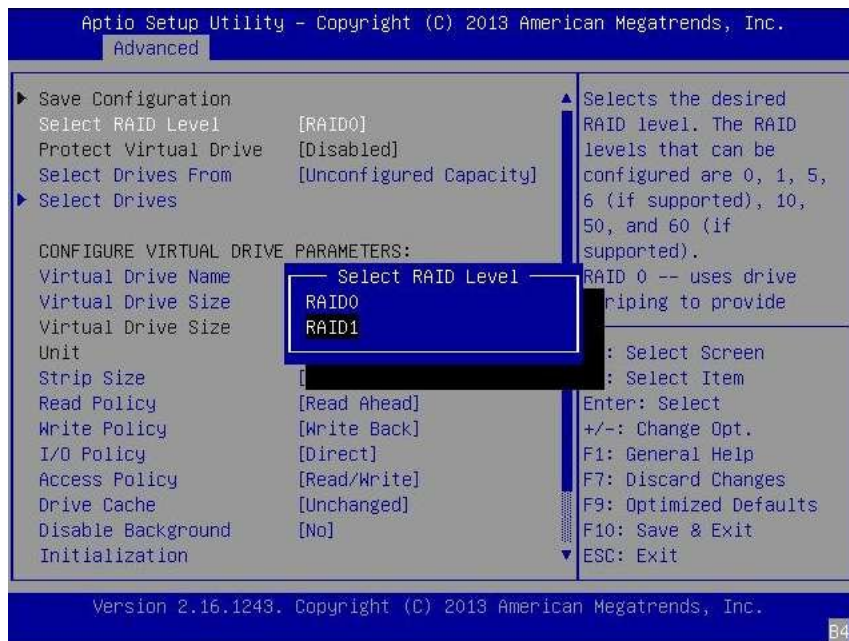 Aptio Setup Utility – Copyright (C) 2013 American Megatrends, Inc.
Advanced
Save Configuration
Select RAID Level [RAID0]
Protect Virtual Drive [Disabled]
Select Drives From [Unconfigured Capacity]
Select Drives
CONFIGURE VIRTUAL DRIVE PARAMETERS:
Virtual Drive Name
Virtual Drive Size
Virtual Drive Size
Unit
Strip Size [
Read Policy [Read Ahead]
Write Policy [Write Back]
I/O Policy [Direct]
Access Policy [Read/Write]
Drive Cache [Unchanged]
Disable Background [No]
Initialization
Select RAID Level
RAID0
RAID1
Selects the desired
RAID level. The RAID
levels that can be
configured are 0, 1, 5,
6 (if supported), 10,
50, and 60 (if
supported).
RAID 0 -- uses drive
riping to provide
: Select Screen
: Select Item
Enter: Select
+/-: Change Opt.
F1: General Help
F7: Discard Changes
F9: Optimized Defaults
F10: Save & Exit
ESC: Exit
Version 2.16.1243. Copyright (C) 2013 American Megatrends, Inc.
B4